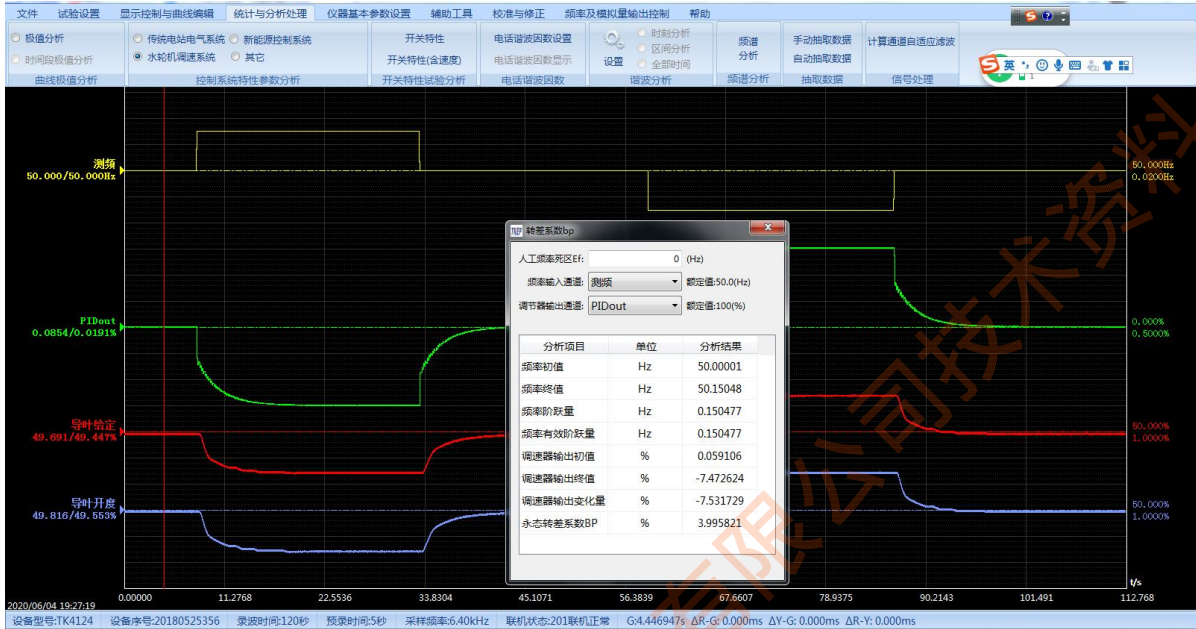 文件 试验设置 显示控制与曲线编辑 统计与分析处理 仪器基本参数设置 辅助工具 校准与修正 频率及模拟量输出控制 帮助
极值分析 传统电站电气系统 新能源控制系统 开关特性 电话谐波因数设置 时刻分析 频谱 手动抽取数据 计算通道自适应滤波
时间段极值分析 水轮机调速系统 其它 开关特性(含速度) 电话谐波因数显示 设置 区间分析 分析 自动抽取数据
全部时间
曲线极值分析 控制系统特性参数分析 开关特性试验分析 电话谐波因数 谐波分析 频谱分析 抽取数据 信号处理
英
1
测频
50.000/50.000Hz
50.000Hz
0.0200Hz
PIDout
0.0854/0.0191%
0.000%
0.5000%
导叶给定
49.691/49.447%
50.000%
1.0000%
导叶开度
49.816/49.553%
50.000%
1.0000%
转差系数bp
人工频率死区Ef: 0 (Hz)
频率输入通道: 测频 额定值:50.0(Hz)
调节器输出通道: PIDout 额定值:100(%)
分析项目 单位 分析结果
频率初值 Hz 50.00001
频率终值 Hz 50.15048
频率阶跃量 Hz 0.150477
频率有效阶跃量 Hz 0.150477
调速器输出初值 % 0.059106
调速器输出终值 % -7.472624
调速器输出变化量 % -7.531729
永态转差系数BP % 3.995821
t/s
0.00000 11.2768 22.5536 33.8304 45.1071 56.3839 67.6607 78.9375 90.2143 101.491 112.768
2020/06/04 19:27:19
设备型号:TK4124 设备序号:20180525356 录波时间:120秒 预录时间:5秒 采样频率:6.40kHz 联机状态:201联机正常 G:4.446947s ΔR-G: 0.000ms ΔY-G: 0.000ms ΔR-Y: 0.000ms
有限公司技术资料